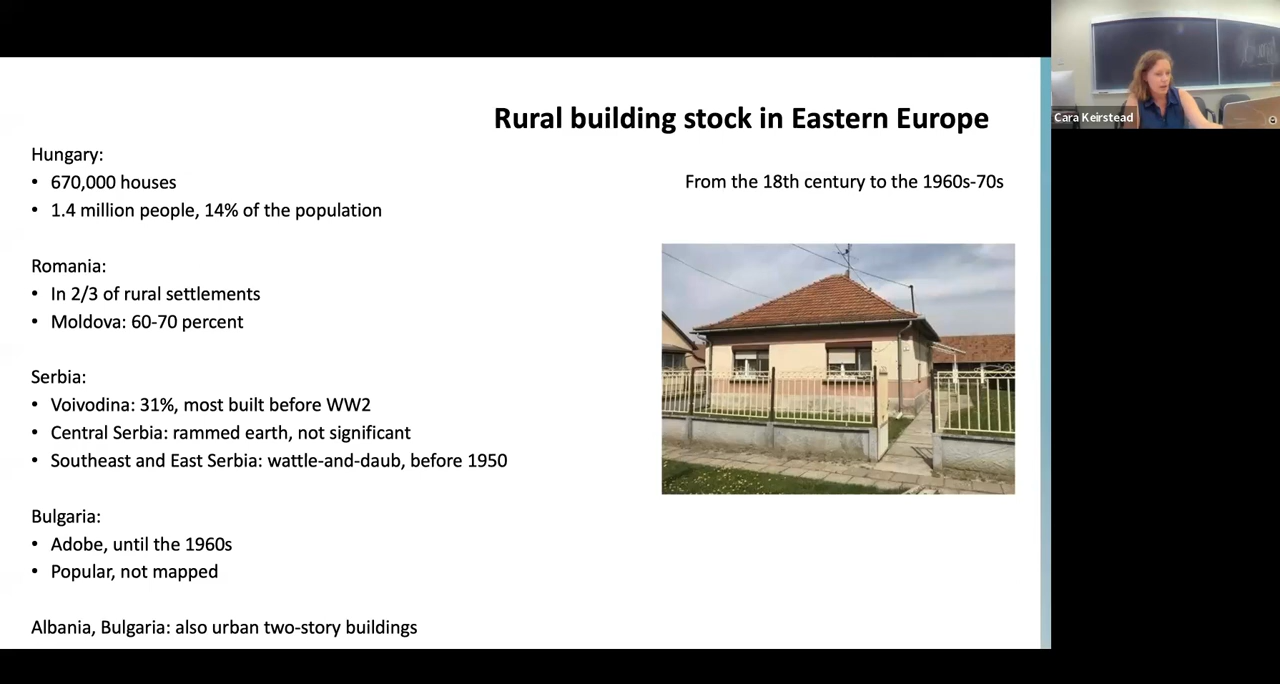 Rural building stock in Eastern Europe
Hungary:
• 670,000 houses
• 1.4 million people, 14% of the population
From the 18th century to the 1960s-70s
Romania:
• In 2/3 of rural settlements
• Moldova: 60-70 percent
Serbia:
• Voivodina: 31%, most built before WW2
• Central Serbia: rammed earth, not significant
• Southeast and East Serbia: wattle-and-daub, before 1950
Bulgaria:
• Adobe, until the 1960s
• Popular, not mapped
Albania, Bulgaria: also urban two-story buildings
Cara Keirstead